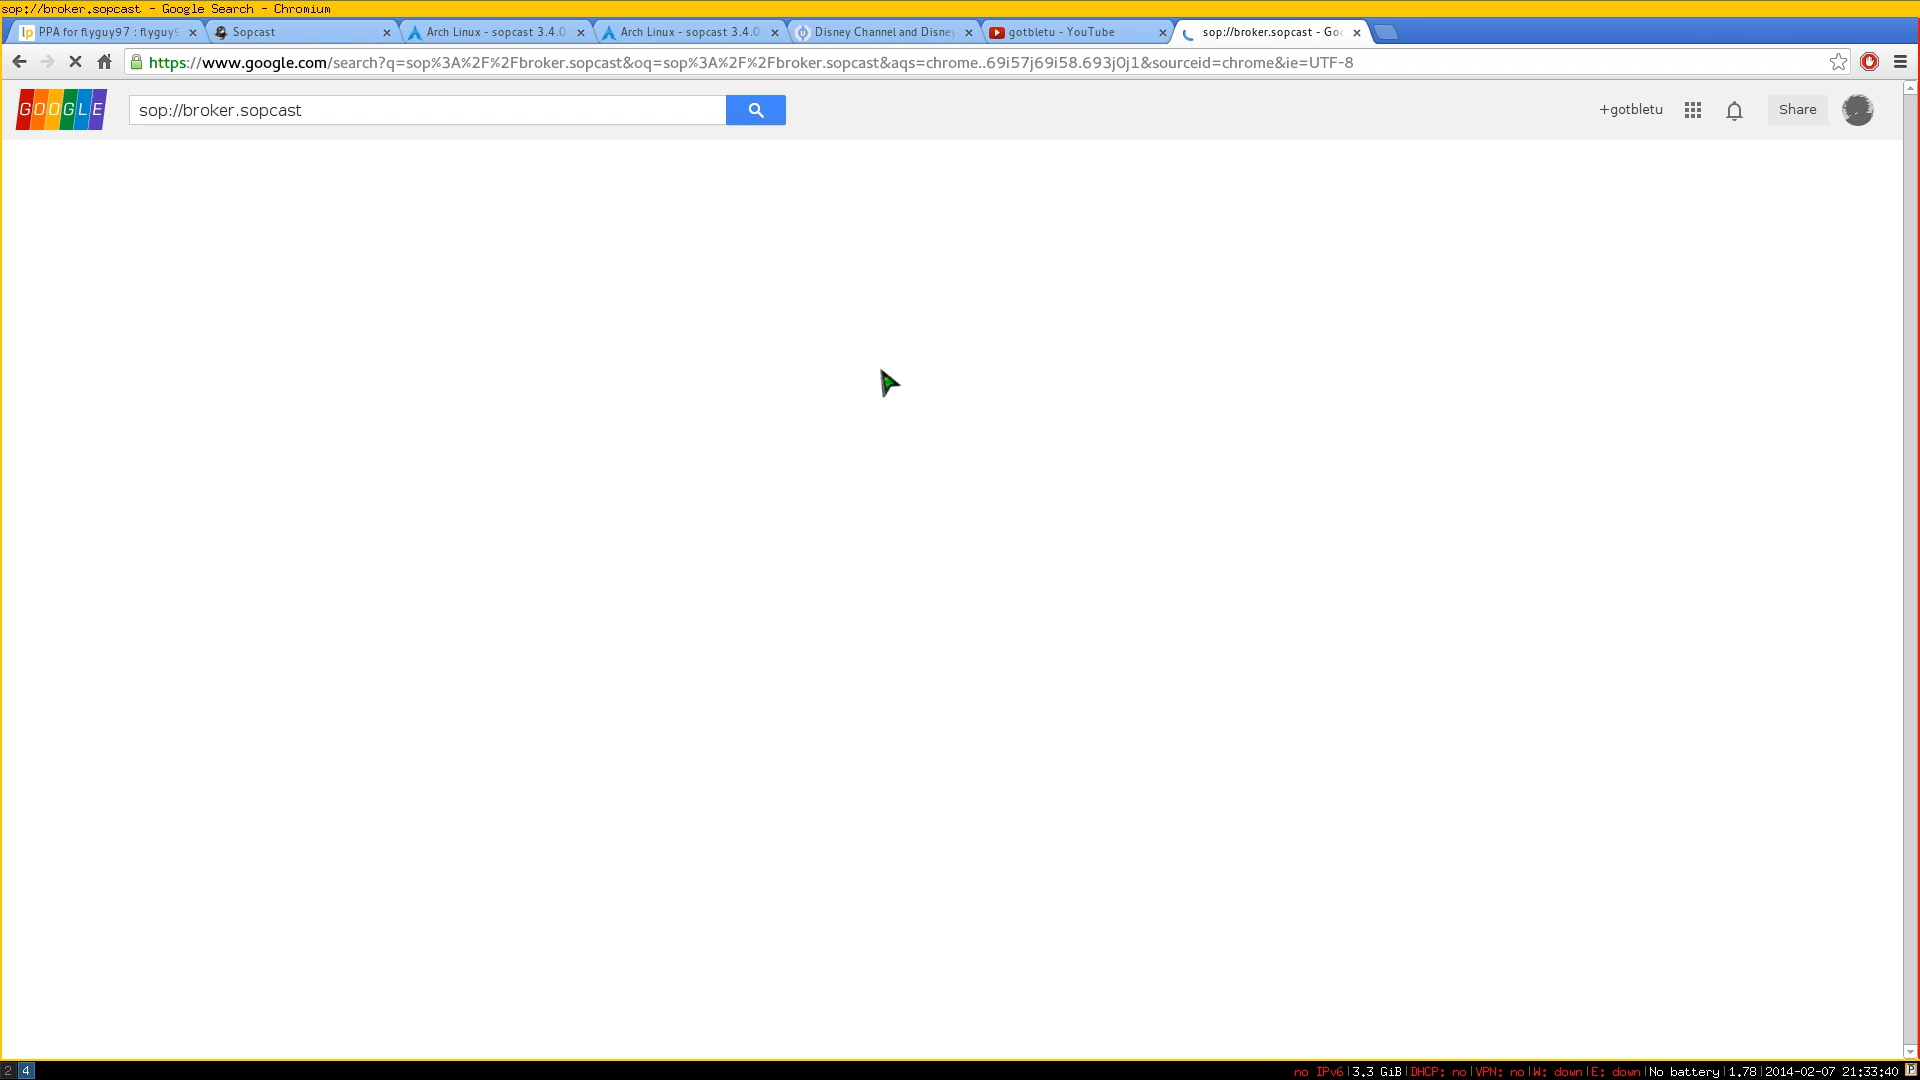 sop://broker.sopcast - Google Search - Chromium
PPA for flyguy97 : flyguy9
Sopcast
Arch Linux - sopcast 3.4.0
Arch Linux - sopcast 3.4.0
Disney Channel and Disney
gotbletu - YouTube
sop://broker.sopcast - Goo
https://www.google.com/search?q=sop%3A%2F%2Fbroker.sopcast&oq=sop%3A%2F%2Fbroker.sopcast&aqs=chrome..69i57j69i58.693j0j1&sourceid=chrome&ie=UTF-8
GOOGLE
sop://broker.sopcast
+gotbletu
Share
2 4
no IPv6|3.3 GiB|DHCP: no|VPN: no|W: down|E: down|No battery|1.78|2014-02-07 21:33:40